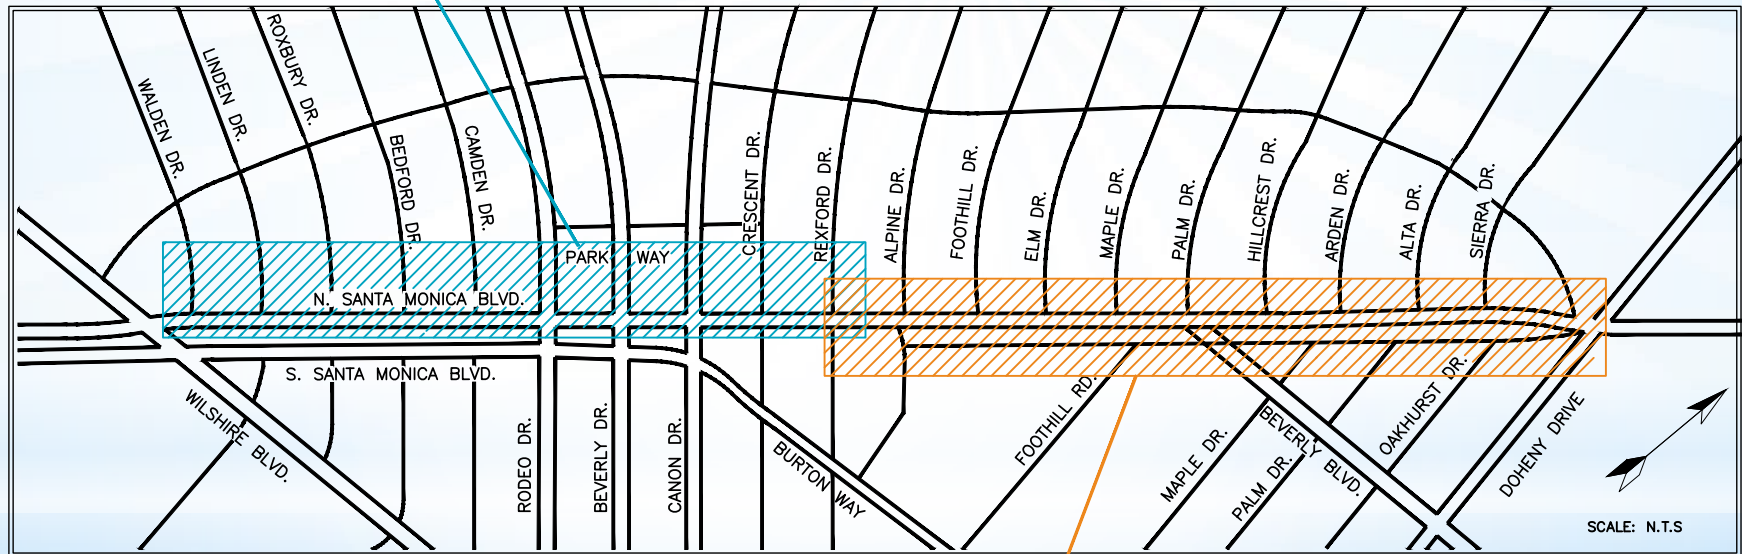 WALDEN DR.
LINDEN DR.
ROXBURY DR.
BEDFORD DR.
CAMDEN DR.
CRESCENT DR.
REXFORD DR.
ALPINE DR.
FOOTHILL DR.
ELM DR.
MAPLE DR.
PALM DR.
HILLCREST DR.
ARDEN DR.
ALTA DR.
SIERRA DR.
PARK WAY
N. SANTA MONICA BLVD.
S. SANTA MONICA BLVD.
WILSHIRE BLVD.
RODEO DR.
BEVERLY DR.
CANON DR.
BURTON WAY
FOOTHILL RD.
MAPLE DR.
PALM DR.
BEVERLY BLVD.
OAKHURST DR.
DOHENY DRIVE
SCALE: N.T.S